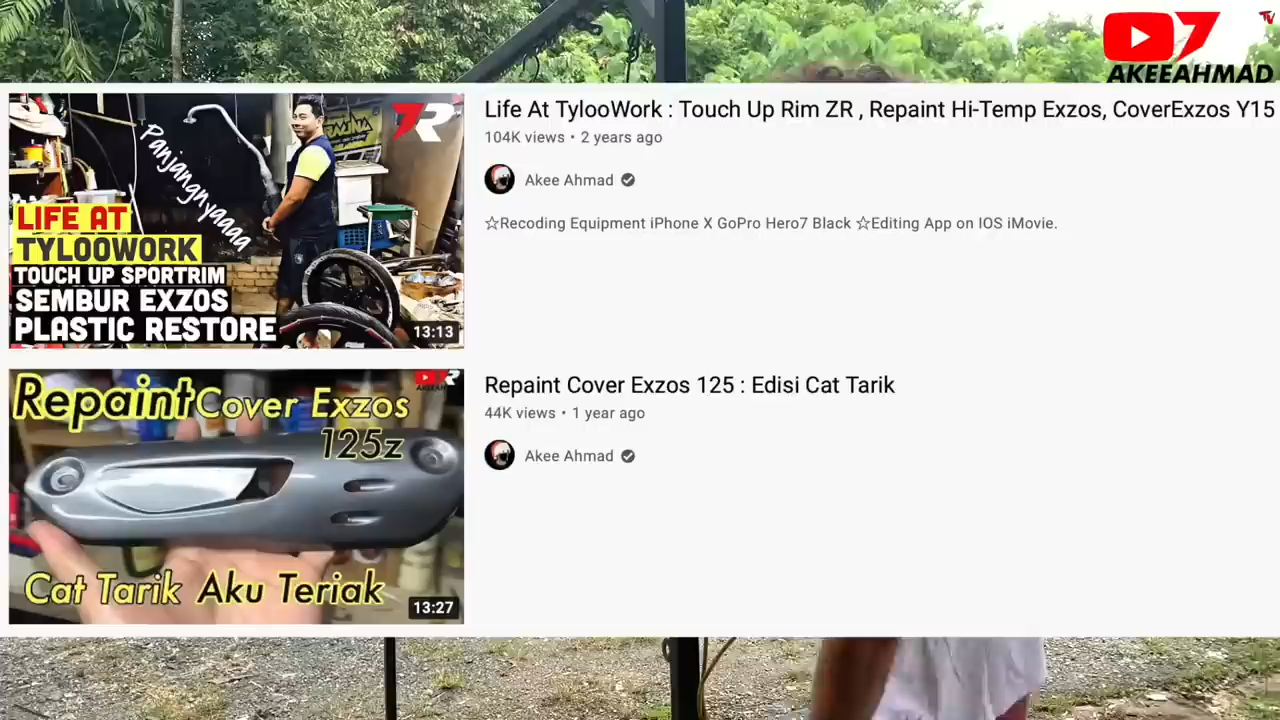 TV
7
AKEEAHMAD
Panjangnyaaaa
7R
LIFE AT
TYLOOWORK
TOUCH UP SPORTRIM
SEMBUR EXZOS
PLASTIC RESTORE
13:13
Life At TylooWork : Touch Up Rim ZR , Repaint Hi-Temp Exzos, CoverExzos Y15
104K views • 2 years ago
Akee Ahmad
☆Recoding Equipment iPhone X GoPro Hero7 Black ☆Editing App on IOS iMovie.
Repaint Cover Exzos
125z
Cat Tarik Aku Teriak
13:27
Repaint Cover Exzos 125 : Edisi Cat Tarik
44K views • 1 year ago
Akee Ahmad